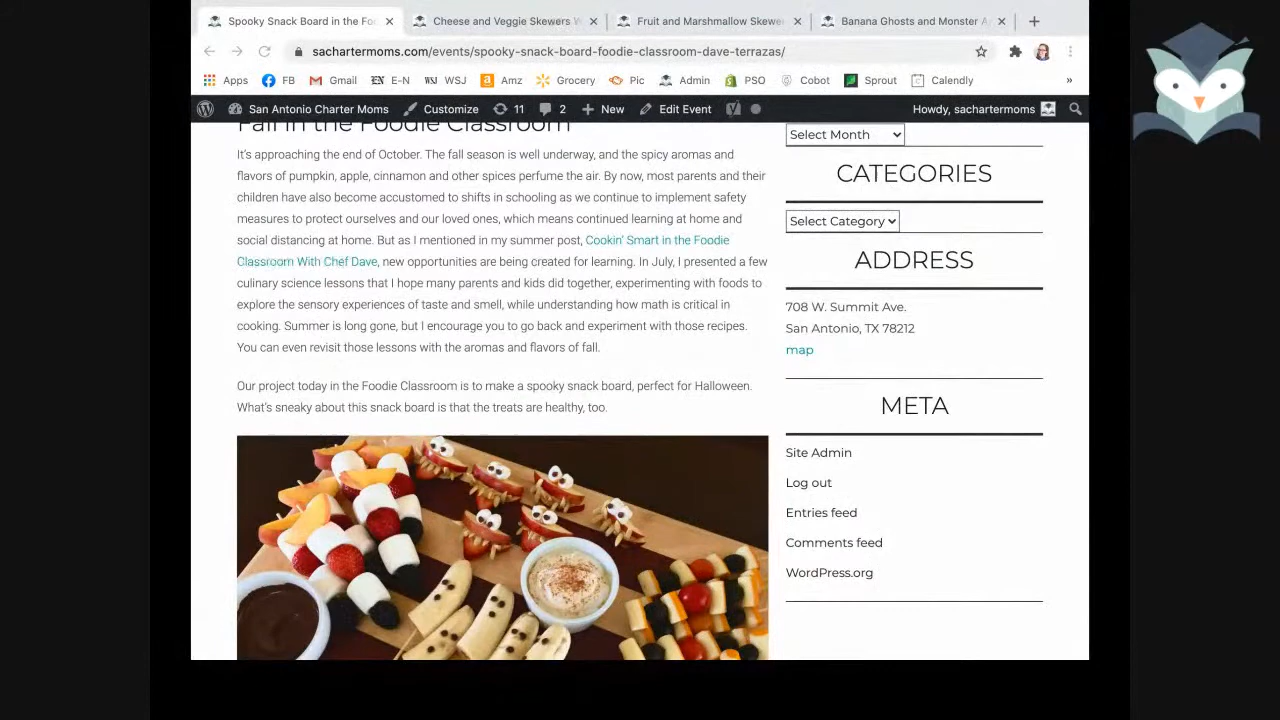 Spooky Snack Board in the Foo
Cheese and Veggie Skewers W
Fruit and Marshmallow Skewer
Banana Ghosts and Monster A
sachartermoms.com/events/spooky-snack-board-foodie-classroom-dave-terrazas/
Apps FB Gmail E-N WSJ Amz Grocery Pic Admin PSO Cobot Sprout Calendly »
San Antonio Charter Moms Customize 11 2 New Edit Event Howdy, sachartermoms
Fall in the Foodie Classroom
It's approaching the end of October. The fall season is well underway, and the spicy aromas and
flavors of pumpkin, apple, cinnamon and other spices perfume the air. By now, most parents and their
children have also become accustomed to shifts in schooling as we continue to implement safety
measures to protect ourselves and our loved ones, which means continued learning at home and
social distancing at home. But as I mentioned in my summer post, Cookin' Smart in the Foodie
Classroom With Chef Dave, new opportunities are being created for learning. In July, I presented a few
culinary science lessons that I hope many parents and kids did together, experimenting with foods to
explore the sensory experiences of taste and smell, while understanding how math is critical in
cooking. Summer is long gone, but I encourage you to go back and experiment with those recipes.
You can even revisit those lessons with the aromas and flavors of fall.
Our project today in the Foodie Classroom is to make a spooky snack board, perfect for Halloween.
What's sneaky about this snack board is that the treats are healthy, too.
Select Month
CATEGORIES
Select Category
ADDRESS
708 W. Summit Ave.
San Antonio, TX 78212
map
META
Site Admin
Log out
Entries feed
Comments feed
WordPress.org